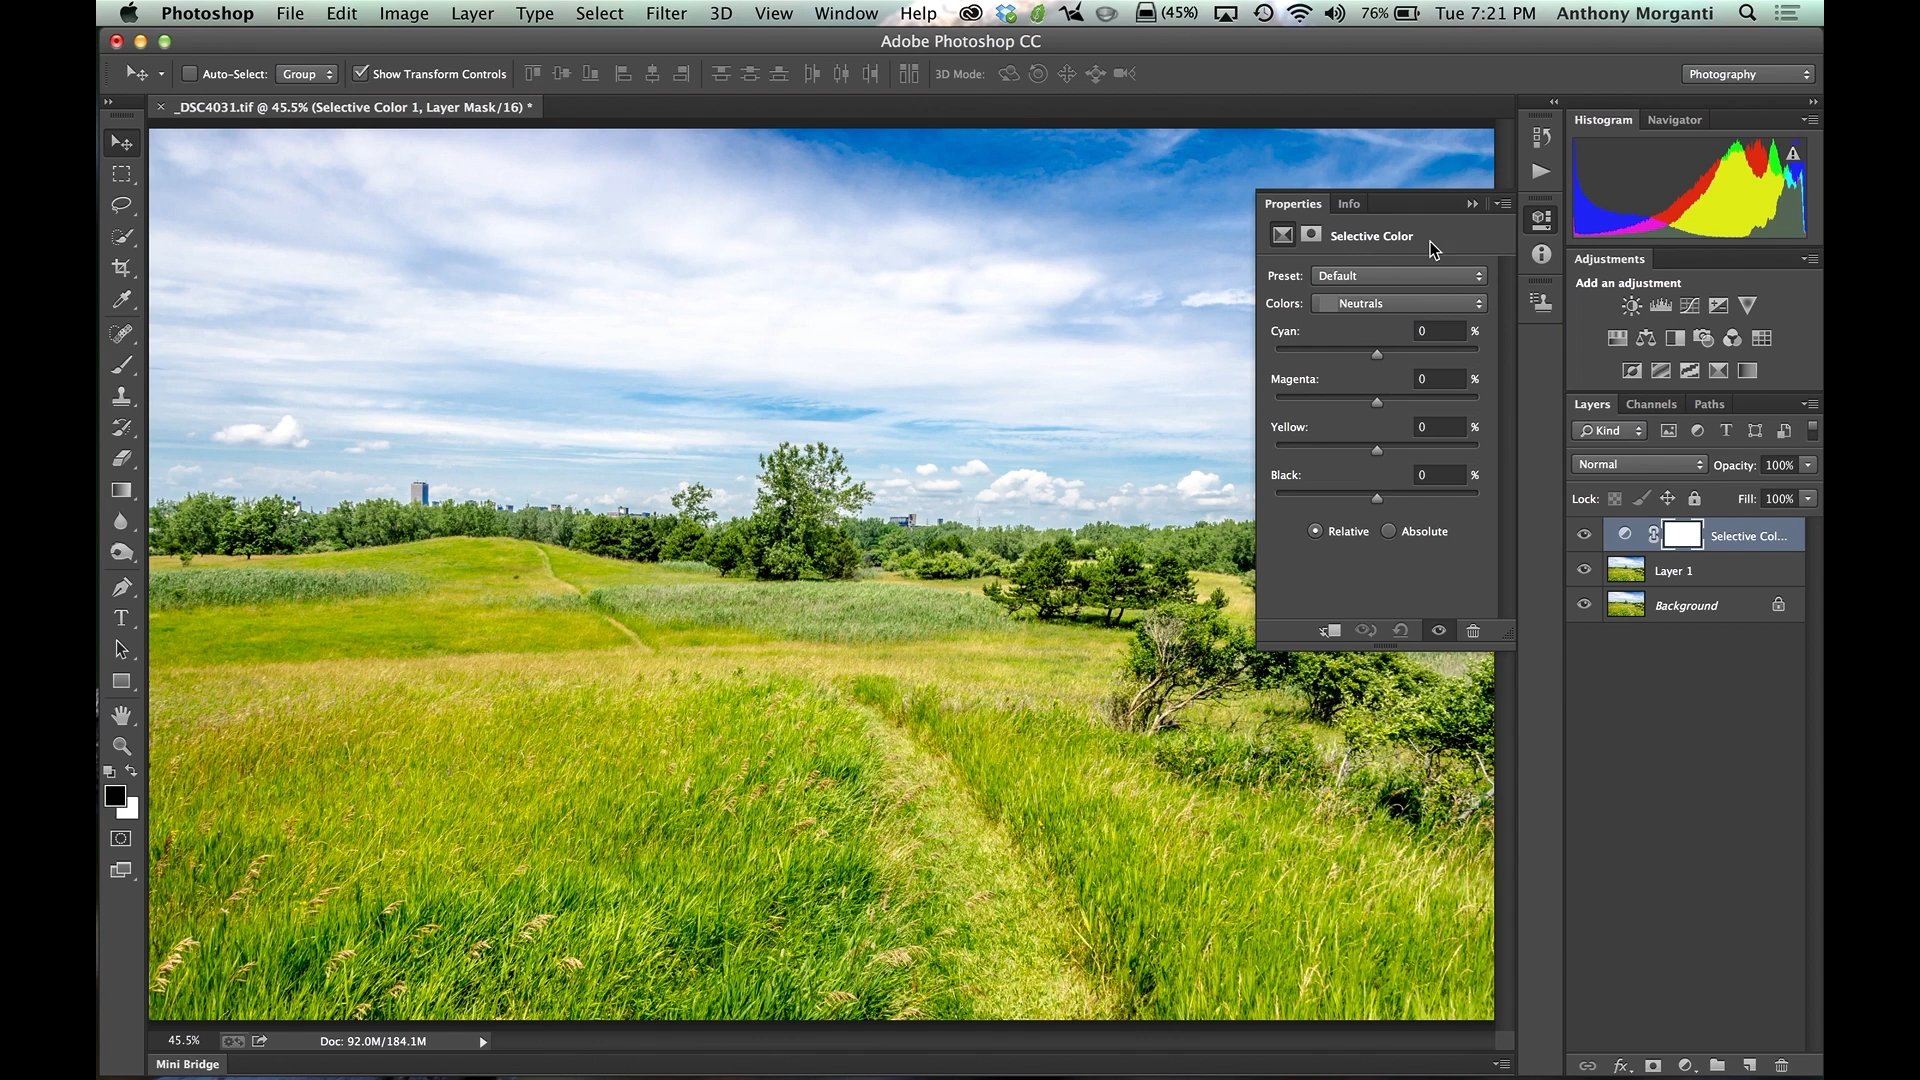 Photoshop File Edit Image Layer Type Select Filter 3D View Window Help (45%) 76% Tue 7:21 PM Anthony Morganti
Adobe Photoshop CC
Auto-Select: Group Show Transform Controls 3D Mode: Photography
_DSC4031.tif @ 45.5% (Selective Color 1, Layer Mask/16) *
Histogram Navigator
Properties Info
Selective Color
Preset: Default
Colors: Neutrals
Cyan: 0 %
Magenta: 0 %
Yellow: 0 %
Black: 0 %
Relative Absolute
Adjustments
Add an adjustment
Layers Channels Paths
Kind
Normal Opacity: 100%
Lock: Fill: 100%
Selective Col...
Layer 1
Background
45.5% Doc: 92.0M/184.1M
Mini Bridge